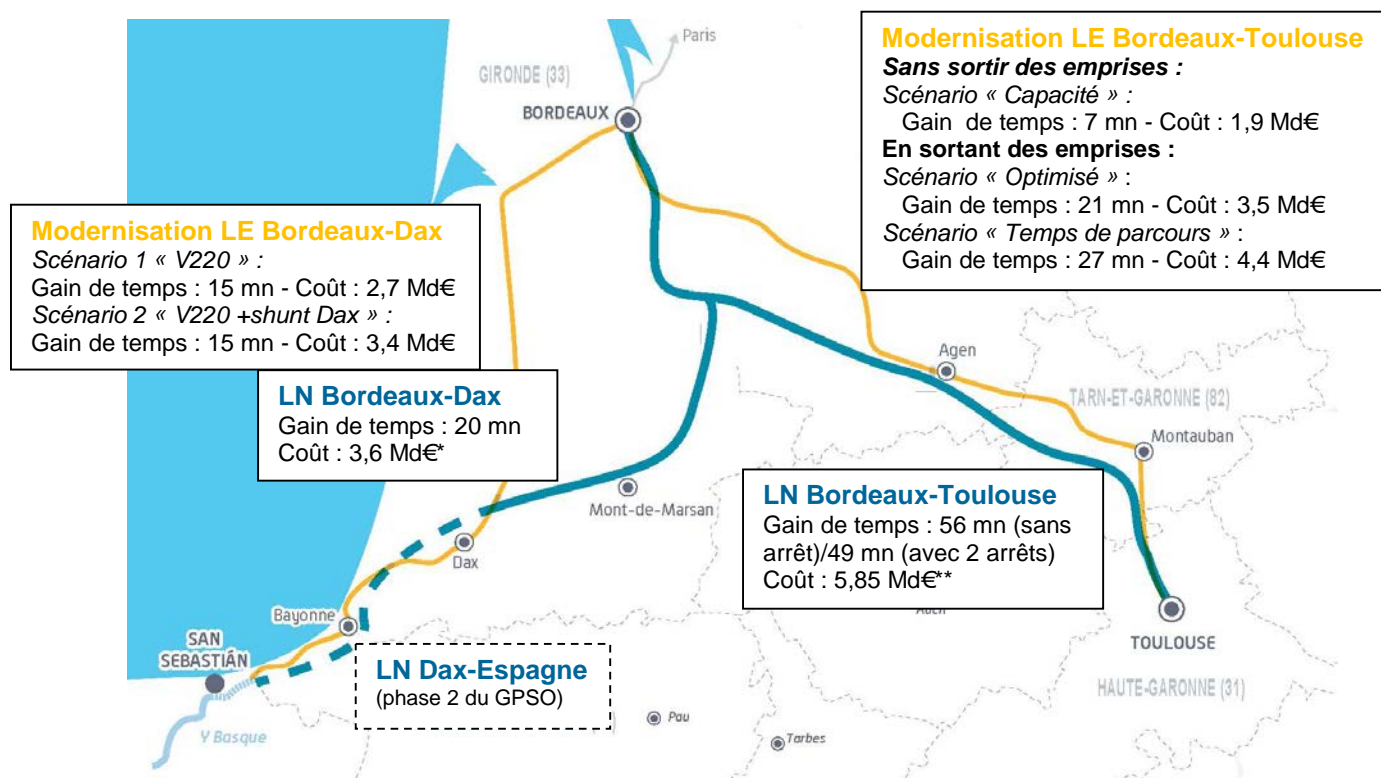 Paris
GIRONDE (33)
BORDEAUX
Modernisation LE Bordeaux-Toulouse
Sans sortir des emprises :
Scénario « Capacité » :
Gain de temps : 7 mn - Coût : 1,9 Md€
En sortant des emprises :
Scénario « Optimisé » :
Gain de temps : 21 mn - Coût : 3,5 Md€
Scénario « Temps de parcours » :
Gain de temps : 27 mn - Coût : 4,4 Md€
Modernisation LE Bordeaux-Dax
Scénario 1 « V220 » :
Gain de temps : 15 mn - Coût : 2,7 Md€
Scénario 2 « V220 +shunt Dax » :
Gain de temps : 15 mn - Coût : 3,4 Md€
LN Bordeaux-Dax
Gain de temps : 20 mn
Coût : 3,6 Md€*
Agen
TARN-ET-GARONNE (82)
Montauban
Mont-de-Marsan
LN Bordeaux-Toulouse
Gain de temps : 56 mn (sans
arrêt)/49 mn (avec 2 arrêts)
Coût : 5,85 Md€**
Dax
Bayonne
SAN
SEBASTIÁN
TOULOUSE
LN Dax-Espagne
(phase 2 du GPSO)
HAUTE-GARONNE (31)
Y Basque
Pau
Tarbes